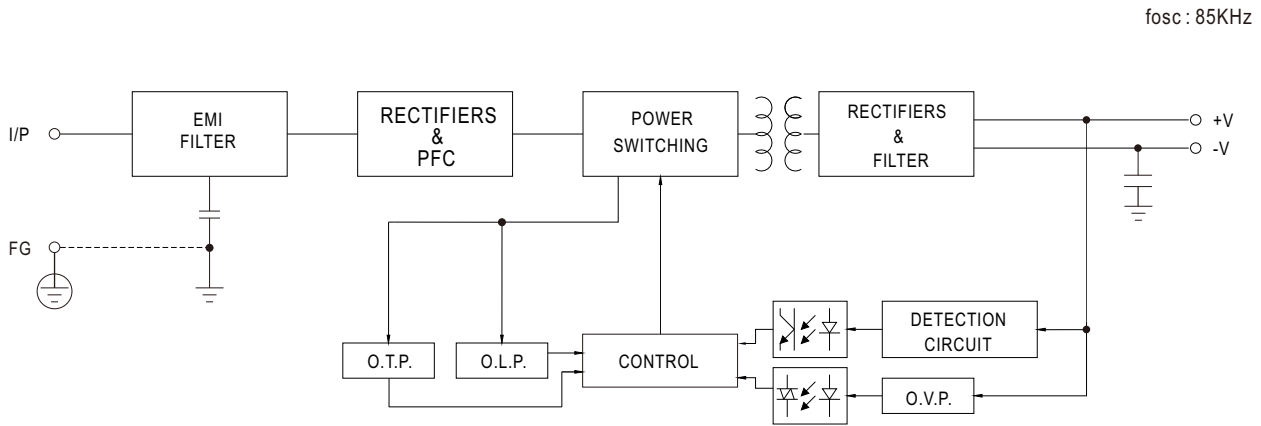 fosc : 85KHz
I/P
EMI
FILTER
RECTIFIERS
&
PFC
POWER
SWITCHING
RECTIFIERS
&
FILTER
+V
-V
FG
O.T.P.
O.L.P.
CONTROL
DETECTION
CIRCUIT
O.V.P.